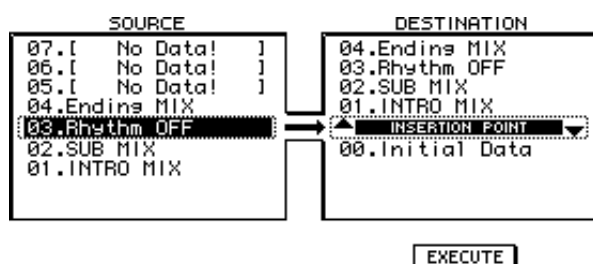 SOURCE
07.[ No Data! ]
06.[ No Data! ]
05.[ No Data! ]
04.Ending MIX
03.Rhythm OFF
02.SUB MIX
01.INTRO MIX
DESTINATION
04.Ending MIX
03.Rhythm OFF
02.SUB MIX
01.INTRO MIX
INSERTION POINT
00.Initial Data
EXECUTE